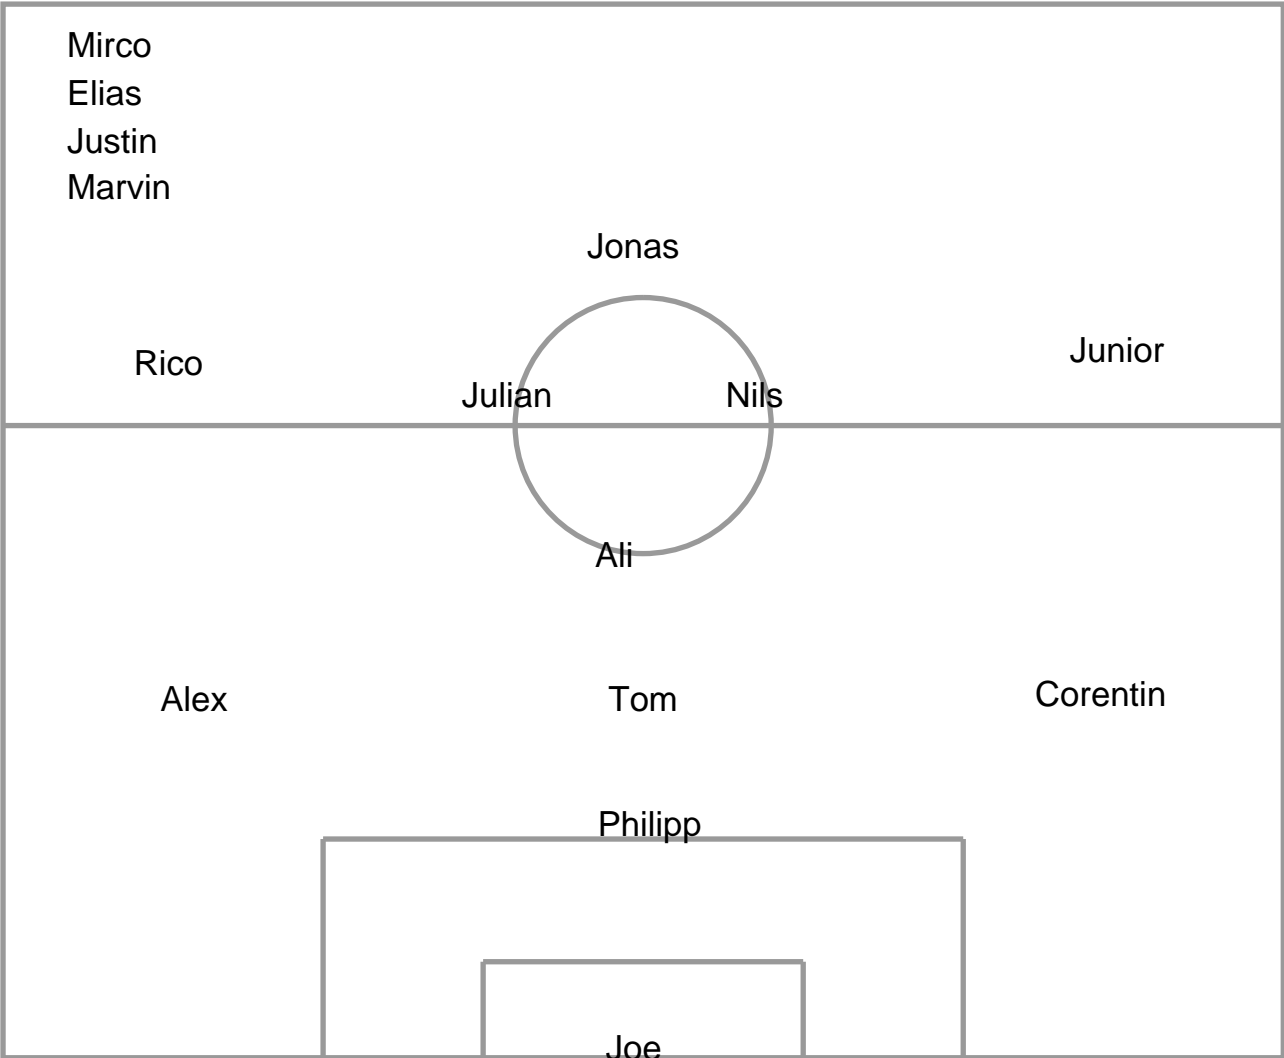 Mirco
Elias
Justin
Marvin
Jonas
Rico
Junior
Julian
Nils
Ali
Alex
Tom
Corentin
Philipp
Joe